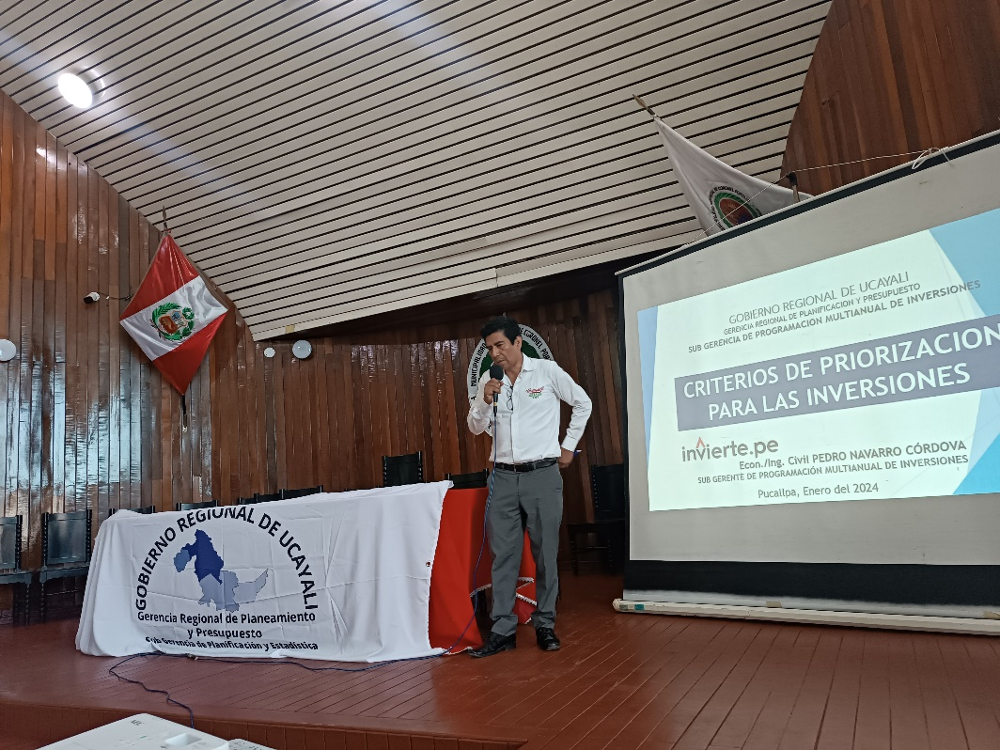 GOBIERNO REGIONAL DE UCAYALI
GERENCIA REGIONAL DE PLANIFICACION Y PRESUPUESTO
SUB GERENCIA DE PROGRAMACION MULTIANUAL DE INVERSIONES
CRITERIOS DE PRIORIZACION
PARA LAS INVERSIONES
invierte.pe
Econ./Ing. Civil PEDRO NAVARRO CÓRDOVA
SUB GERENTE DE PROGRAMACIÓN MULTIANUAL DE INVERSIONES
Pucallpa, Enero del 2024
GOBIERNO REGIONAL DE UCAYALI
Gerencia Regional de Planeamiento
y Presupuesto
Sub Gerencia de Planificación y Estadística